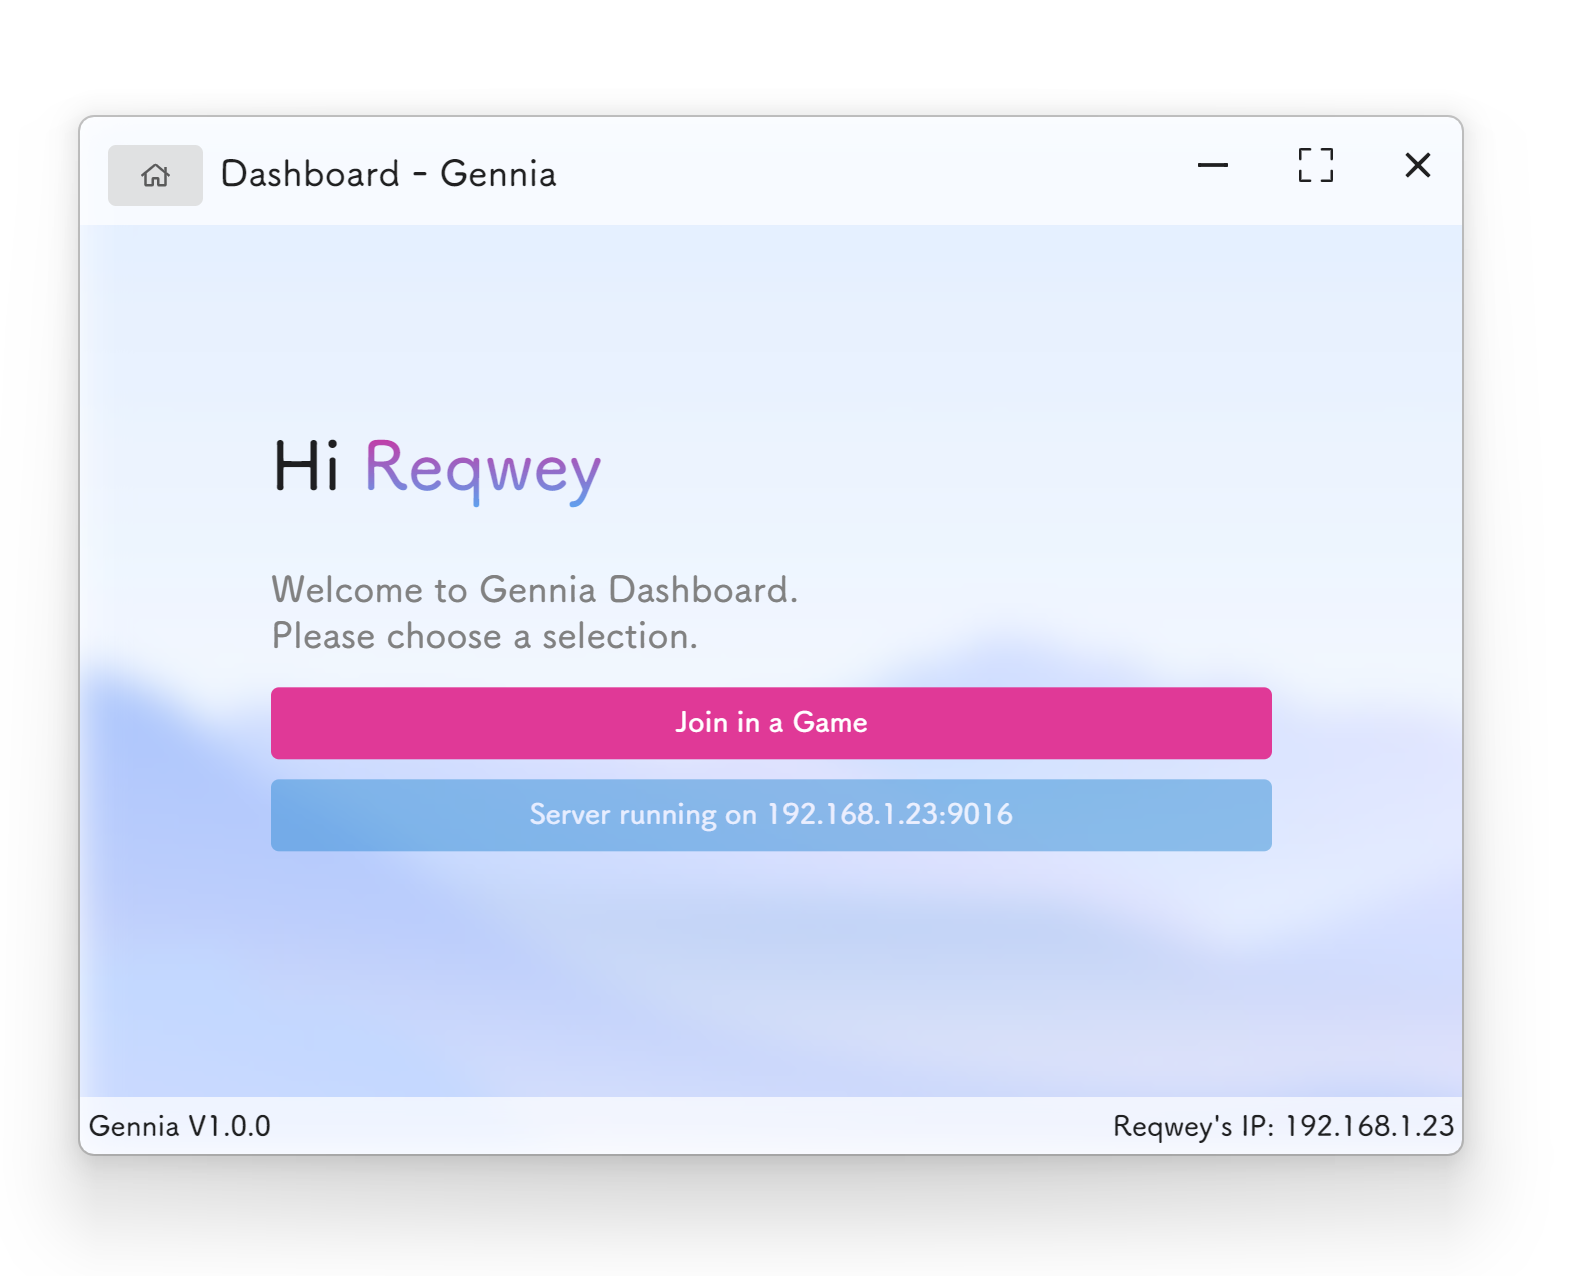 Dashboard - Gennia
Hi Reqwey
Welcome to Gennia Dashboard.
Please choose a selection.
Join in a Game
Server running on 192.168.1.23:9016
Gennia V1.0.0
Reqwey's IP: 192.168.1.23